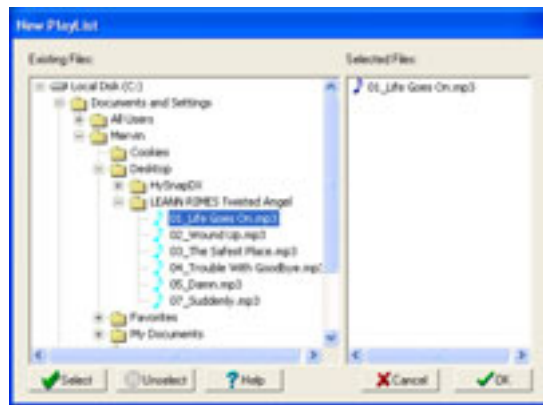 New PlayList
Existing Files:
Selected Files:
Local Disk (C:)
Documents and Settings
All Users
Marvin
Cookies
Desktop
HySnapDX
LEANN RIMES Twisted Angel
01_Life Goes On.mp3
02_Wound Up.mp3
03_The Safest Place.mp3
04_Trouble With Goodbye.mp3
05_Damn.mp3
07_Suddenly.mp3
Favorites
My Documents
01_Life Goes On.mp3
Select
Unselect
Help
Cancel
OK